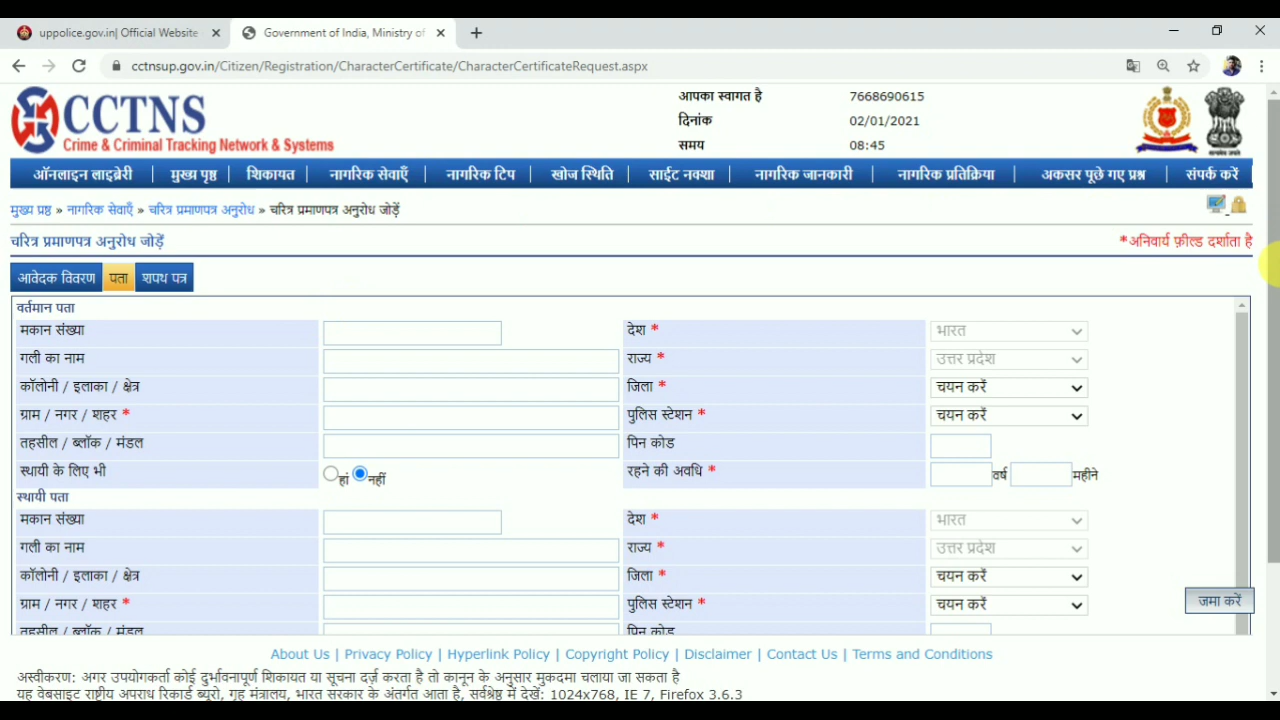 uppolice.gov.in| Official Website
Government of India, Ministry of
cctnsup.gov.in/Citizen/Registration/CharacterCertificate/CharacterCertificateRequest.aspx
CCTNS
Crime & Criminal Tracking Network & Systems
आपका स्वागत है 7668690615
दिनांक 02/01/2021
समय 08:45
ऑनलाइन लाइब्रेरी | मुख्य पृष्ठ | शिकायत | नागरिक सेवाएँ | नागरिक टिप | खोज स्थिति | साईट नक्शा | नागरिक जानकारी | नागरिक प्रतिक्रिया | अकसर पूछे गए प्रश्न | संपर्क करें
मुख्य प्रष्ठ » नागरिक सेवाएँ » चरित्र प्रमाणपत्र अनुरोध » चरित्र प्रमाणपत्र अनुरोध जोड़ें
चरित्र प्रमाणपत्र अनुरोध जोड़ें *अनिवार्य फ़ील्ड दर्शाता है
आवेदक विवरण पता शपथ पत्र
वर्तमान पता
मकान संख्या देश * भारत
गली का नाम राज्य * उत्तर प्रदेश
कॉलोनी / इलाका / क्षेत्र जिला * चयन करें
ग्राम / नगर / शहर * पुलिस स्टेशन * चयन करें
तहसील / ब्लॉक / मंडल पिन कोड
स्थायी के लिए भी हां नहीं रहने की अवधि * वर्ष महीने
स्थायी पता
मकान संख्या देश * भारत
गली का नाम राज्य * उत्तर प्रदेश
कॉलोनी / इलाका / क्षेत्र जिला * चयन करें
ग्राम / नगर / शहर * पुलिस स्टेशन * चयन करें
जमा करें
तहसील / ब्लॉक / मंडल पिन कोड
About Us | Privacy Policy | Hyperlink Policy | Copyright Policy | Disclaimer | Contact Us | Terms and Conditions
अस्वीकरण: अगर उपयोगकर्ता कोई दुर्भावनापूर्ण शिकायत या सूचना दर्ज़ करता है तो कानून के अनुसार मुकदमा चलाया जा सकता है
यह वेबसाइट राष्ट्रीय अपराध रिकार्ड ब्यूरो, गृह मंत्रालय, भारत सरकार के अंतर्गत आता है, सर्वश्रेष्ठ में देखें: 1024x768, IE 7, Firefox 3.6.3